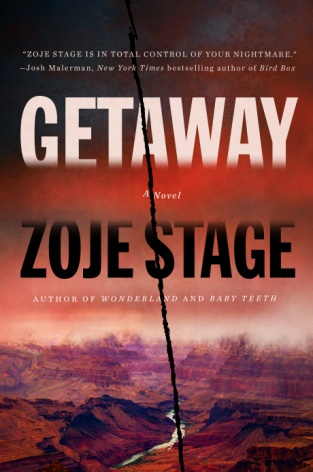 “ZOJE STAGE IS IN TOTAL CONTROL OF YOUR NIGHTMARE.”
—Josh Malerman, New York Times bestselling author of Bird Box
GETAWAY
A Novel
ZOJE STAGE
AUTHOR OF WONDERLAND AND BABY TEETH